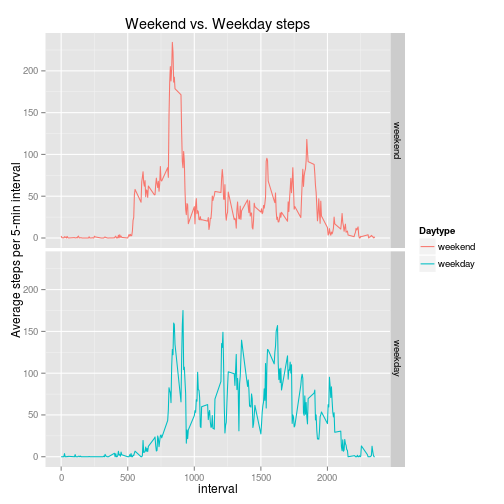 Weekend vs. Weekday steps
Average steps per 5-min interval
200
150
100
50
0
weekend
200
150
100
50
0
weekday
0
500
1000
1500
2000
interval
Daytype
weekend
weekday